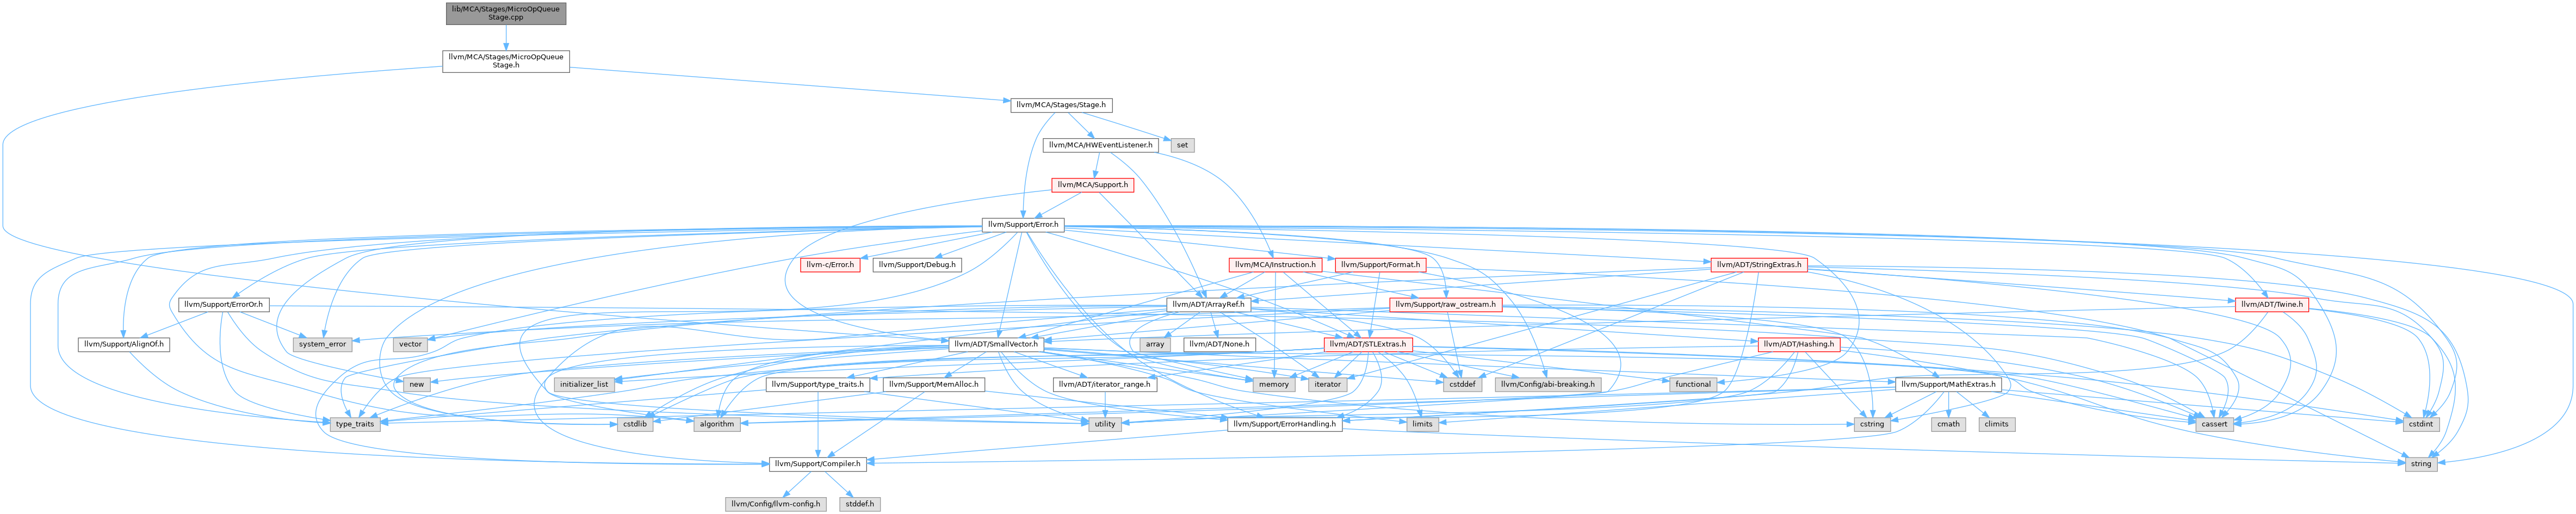 lib/MCA/Stages/MicroOpQueue
Stage.cpp
llvm/MCA/Stages/MicroOpQueue
Stage.h
llvm/MCA/Stages/Stage.h
llvm/MCA/HWEventListener.h
set
llvm/MCA/Support.h
llvm/Support/Error.h
llvm-c/Error.h
llvm/Support/Debug.h
llvm/MCA/Instruction.h
llvm/Support/Format.h
llvm/ADT/StringExtras.h
llvm/Support/ErrorOr.h
llvm/ADT/ArrayRef.h
llvm/Support/raw_ostream.h
llvm/ADT/Twine.h
llvm/Support/AlignOf.h
system_error
vector
llvm/ADT/SmallVector.h
array
llvm/ADT/None.h
llvm/ADT/STLExtras.h
llvm/ADT/Hashing.h
new
initializer_list
llvm/Support/type_traits.h
llvm/Support/MemAlloc.h
llvm/ADT/iterator_range.h
memory
iterator
cstddef
llvm/Config/abi-breaking.h
functional
llvm/Support/MathExtras.h
type_traits
cstdlib
algorithm
utility
llvm/Support/ErrorHandling.h
limits
cstring
cmath
climits
cassert
cstdint
llvm/Support/Compiler.h
string
llvm/Config/llvm-config.h
stddef.h